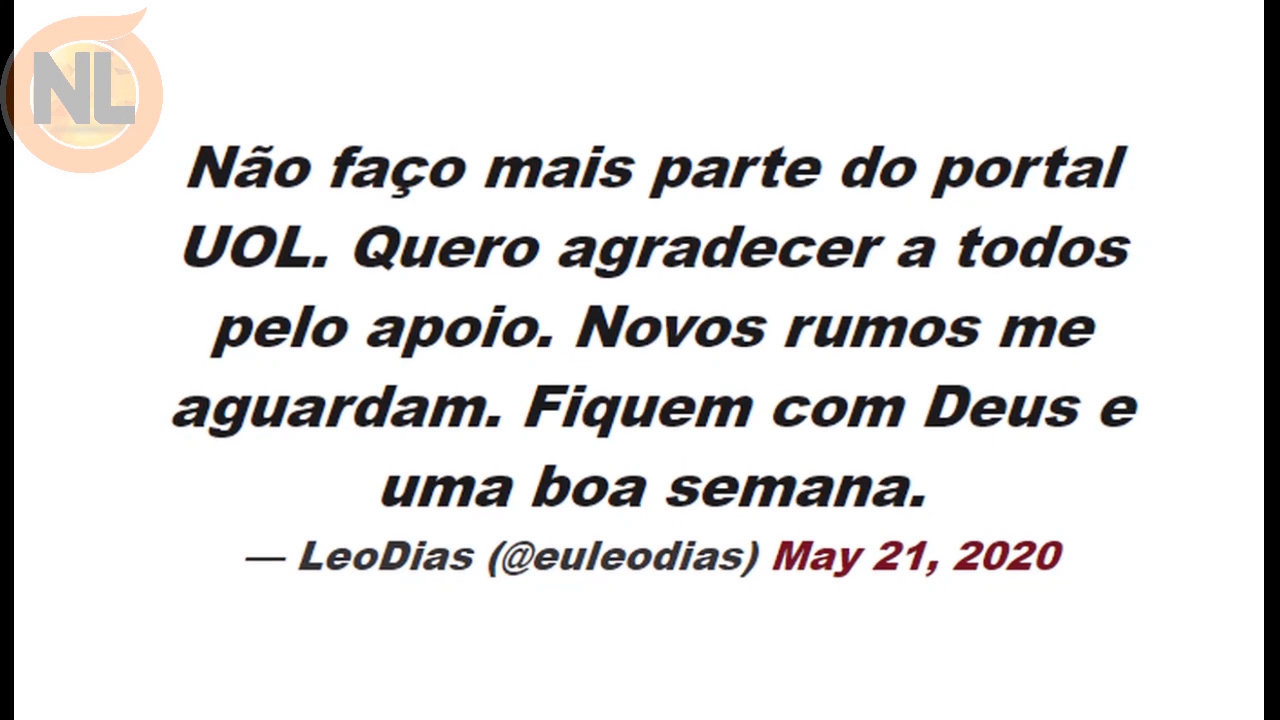 NL
Não faço mais parte do portal
UOL. Quero agradecer a todos
pelo apoio. Novos rumos me
aguardam. Fiquem com Deus e
uma boa semana.
— LeoDias (@euleodias) May 21, 2020